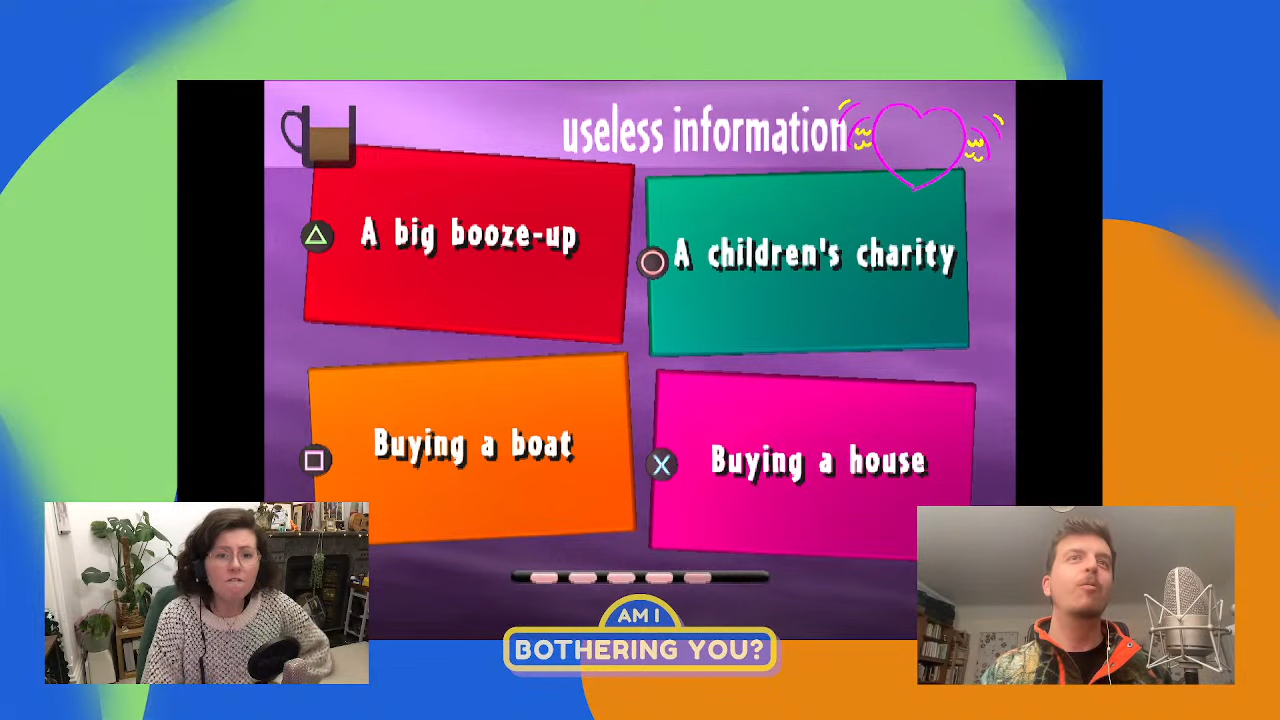 useless information
A big booze-up
A children's charity
Buying a boat
Buying a house
AM I
BOTHERING YOU?